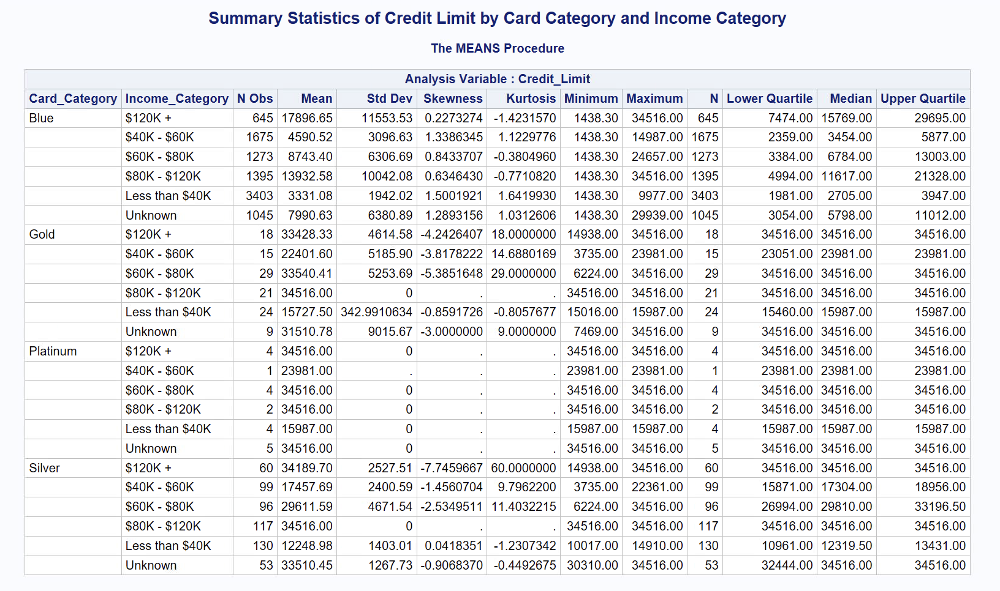 Summary Statistics of Credit Limit by Card Category and Income Category
The MEANS Procedure
Analysis Variable : Credit_Limit
Card_Category Income_Category N Obs Mean Std Dev Skewness Kurtosis Minimum Maximum N Lower Quartile Median Upper Quartile
Blue $120K + 645 17896.65 11553.53 0.2273274 -1.4231570 1438.30 34516.00 645 7474.00 15769.00 29695.00
$40K - $60K 1675 4590.52 3096.63 1.3386345 1.1229776 1438.30 14987.00 1675 2359.00 3454.00 5877.00
$60K - $80K 1273 8743.40 6306.69 0.8433707 -0.3804960 1438.30 24657.00 1273 3384.00 6784.00 13003.00
$80K - $120K 1395 13932.58 10042.08 0.6346430 -0.7710820 1438.30 34516.00 1395 4994.00 11617.00 21328.00
Less than $40K 3403 3331.08 1942.02 1.5001921 1.6419930 1438.30 9977.00 3403 1981.00 2705.00 3947.00
Unknown 1045 7990.63 6380.89 1.2893156 1.0312606 1438.30 29939.00 1045 3054.00 5798.00 11012.00
Gold $120K + 18 33428.33 4614.58 -4.2426407 18.0000000 14938.00 34516.00 18 34516.00 34516.00 34516.00
$40K - $60K 15 22401.60 5185.90 -3.8178222 14.6880169 3735.00 23981.00 15 23051.00 23981.00 23981.00
$60K - $80K 29 33540.41 5253.69 -5.3851648 29.0000000 6224.00 34516.00 29 34516.00 34516.00 34516.00
$80K - $120K 21 34516.00 0 . . 34516.00 34516.00 21 34516.00 34516.00 34516.00
Less than $40K 24 15727.50 342.9910634 -0.8591726 -0.8057677 15016.00 15987.00 24 15460.00 15987.00 15987.00
Unknown 9 31510.78 9015.67 -3.0000000 9.0000000 7469.00 34516.00 9 34516.00 34516.00 34516.00
Platinum $120K + 4 34516.00 0 . . 34516.00 34516.00 4 34516.00 34516.00 34516.00
$40K - $60K 1 23981.00 . . . 23981.00 23981.00 1 23981.00 23981.00 23981.00
$60K - $80K 4 34516.00 0 . . 34516.00 34516.00 4 34516.00 34516.00 34516.00
$80K - $120K 2 34516.00 0 . . 34516.00 34516.00 2 34516.00 34516.00 34516.00
Less than $40K 4 15987.00 0 . . 15987.00 15987.00 4 15987.00 15987.00 15987.00
Unknown 5 34516.00 0 . . 34516.00 34516.00 5 34516.00 34516.00 34516.00
Silver $120K + 60 34189.70 2527.51 -7.7459667 60.0000000 14938.00 34516.00 60 34516.00 34516.00 34516.00
$40K - $60K 99 17457.69 2400.59 -1.4560704 9.7962200 3735.00 22361.00 99 15871.00 17304.00 18956.00
$60K - $80K 96 29611.59 4671.54 -2.5349511 11.4032215 6224.00 34516.00 96 26994.00 29810.00 33196.50
$80K - $120K 117 34516.00 0 . . 34516.00 34516.00 117 34516.00 34516.00 34516.00
Less than $40K 130 12248.98 1403.01 0.0418351 -1.2307342 10017.00 14910.00 130 10961.00 12319.50 13431.00
Unknown 53 33510.45 1267.73 -0.9068370 -0.4492675 30310.00 34516.00 53 32444.00 34516.00 34516.00